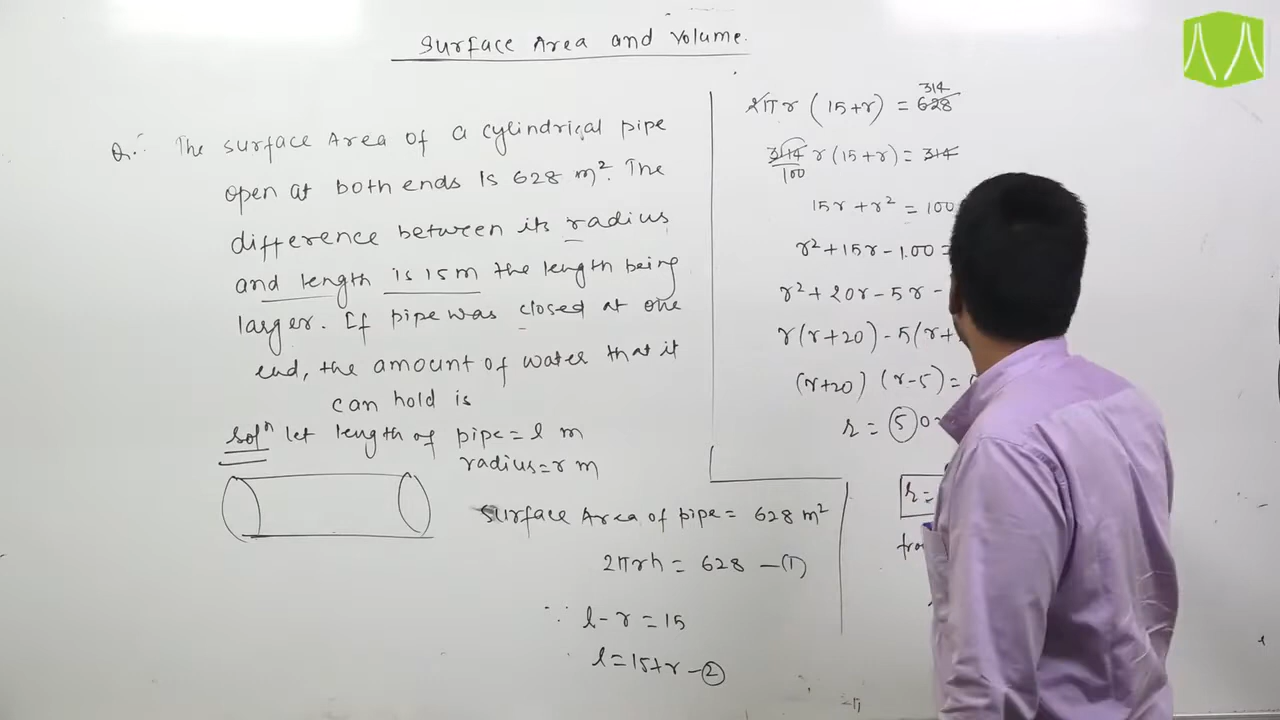 Surface Area and Volume.
Q.:- The surface Area of a cylindrical pipe
open at both ends is 628 m². The
difference between its radius
and length is 15 m the length being
larger. If pipe was closed at one
end, the amount of water that it
can hold is
Solⁿ let length of pipe = l m
radius = r m
Surface Area of pipe = 628 m²
2πrh = 628 —(1)
∵ l - r = 15
l = 15+r —②
2πr (15+r) = 628
314
314/100 r (15+r) = 314
15r + r² = 100
r² + 15r - 100 =
r² + 20r - 5r -
r(r+20) - 5(r+
(r+20) (r-5) =
r = ⑤
r =